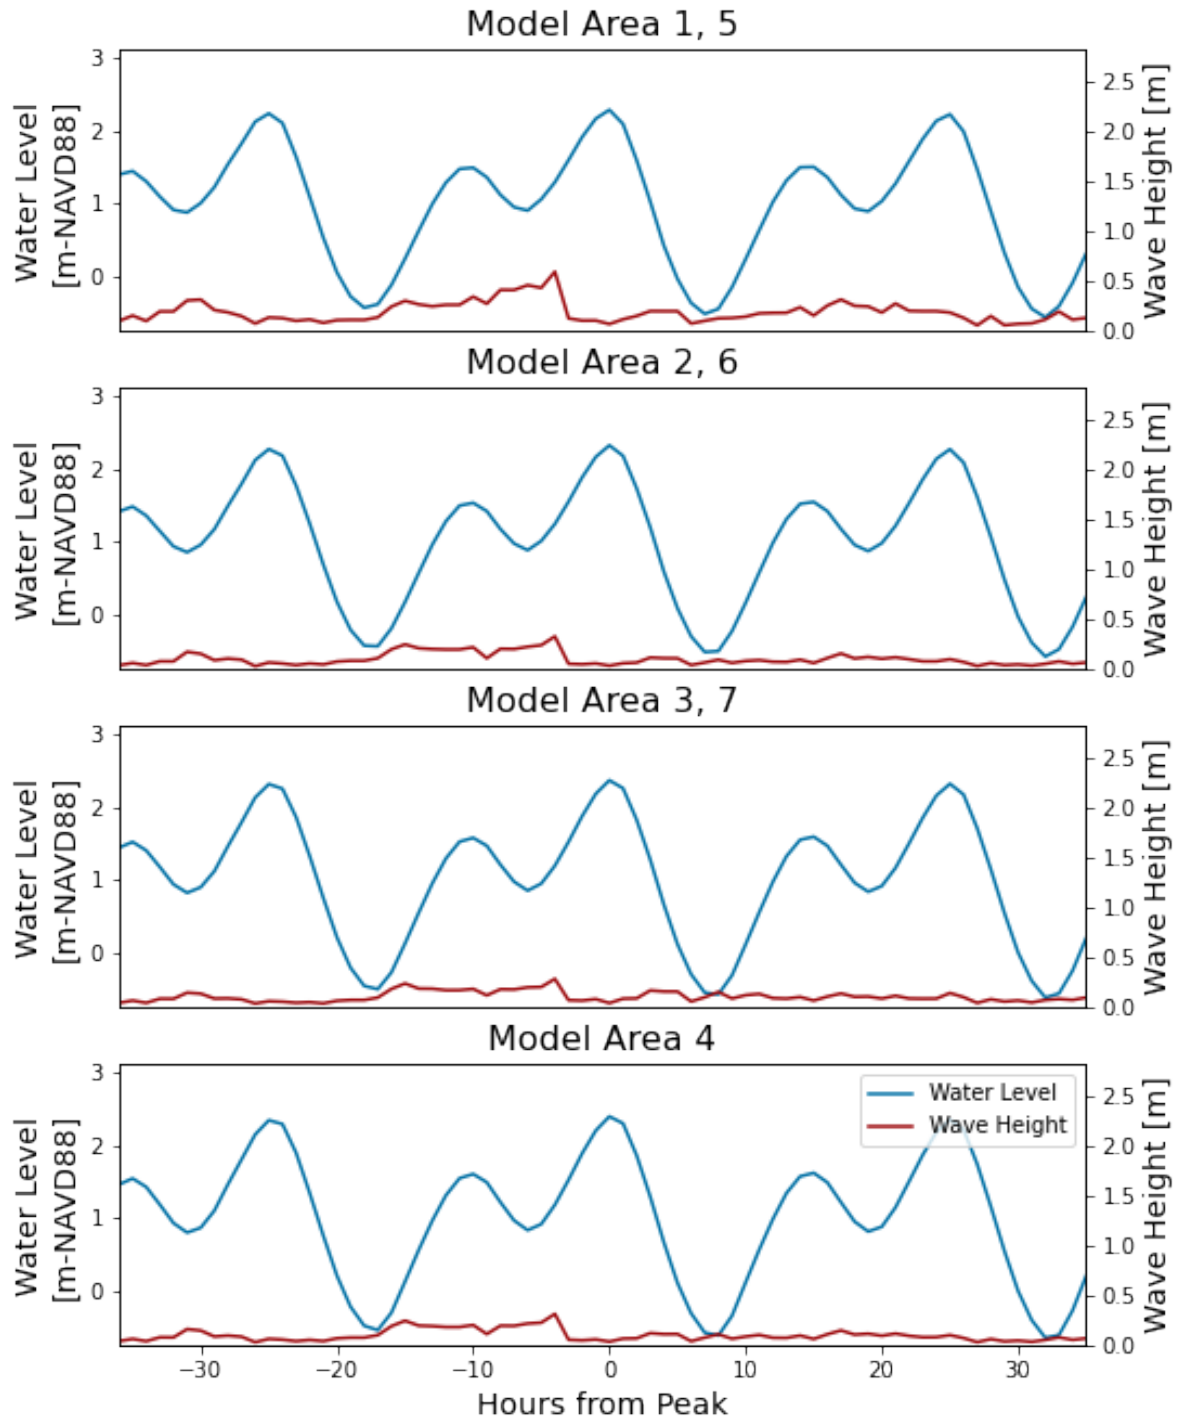 Model Area 1, 5
Water Level
[m-NAVD88]
3
2
1
0
2.5
2.0
1.5
1.0
0.5
0.0
Wave Height [m]
Model Area 2, 6
Water Level
[m-NAVD88]
3
2
1
0
2.5
2.0
1.5
1.0
0.5
0.0
Wave Height [m]
Model Area 3, 7
Water Level
[m-NAVD88]
3
2
1
0
2.5
2.0
1.5
1.0
0.5
0.0
Wave Height [m]
Model Area 4
Water Level
[m-NAVD88]
3
2
1
0
Water Level
Wave Height
2.5
2.0
1.5
1.0
0.5
0.0
Wave Height [m]
−30 −20 −10 0 10 20 30
Hours from Peak